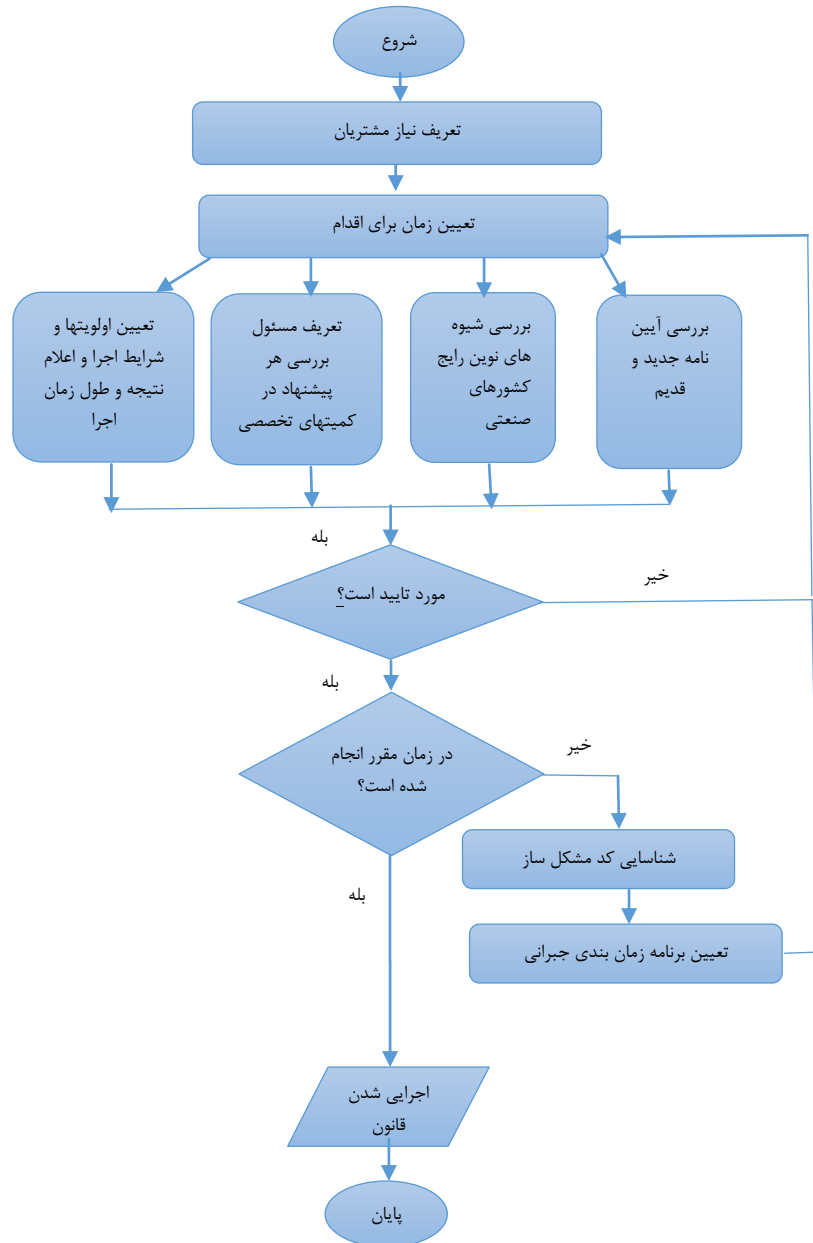 شروع
تعریف نیاز مشتریان
تعیین زمان برای اقدام
بررسی آیین
نامه جدید و
قدیم
بررسی شیوه
های نوین رایج
کشورهای
صنعتی
تعریف مسئول
بررسی هر
پیشنهاد در
کمیتهای تخصصی
تعیین اولویتها و
شرایط اجرا و اعلام
نتیجه و طول زمان
اجرا
بله
مورد تایید است؟
خیر
بله
در زمان مقرر انجام
شده است؟
خیر
شناسایی کد مشکل ساز
بله
تعیین برنامه زمان بندی جبرانی
اجرایی شدن
قانون
پایان